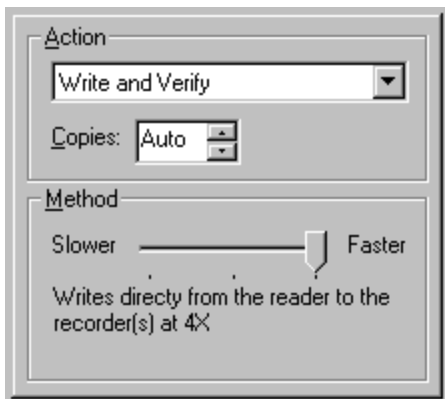 Action
Write and Verify
Copies: Auto
Method
Slower Faster
Writes directy from the reader to the
recorder(s) at 4X